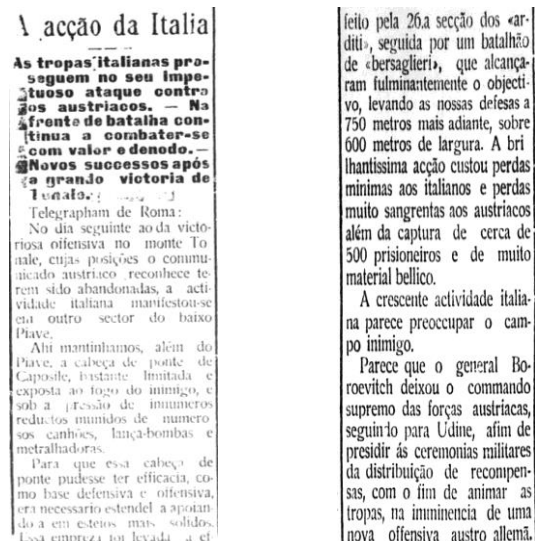 A acção da Italia
As tropas italianas pro-
seguem no seu impe-
tuoso ataque contra
os austriacos. — Na
frente de batalha con-
tinua a combater-se
com valor e denodo.—
Novos successos após
a grande victoria de
Tonale.
Telegrapham de Roma:
No dia seguinte ao da victo-
riosa offensiva no monte To
nale, cujas posições o commu-
nicado austriaco reconhece te-
rem sido abandonadas, a acti-
vidade italiana manifestou-se
em outro sector do baixo
Piave.
Ahi mantinhamos, além do
Piave, a cabeça de ponte de
Caposile, bastante limitada e
exposta ao fogo do inimigo, e
sob a pressão de innumeros
reductos munidos de numero
sos canhões, lança-bombas e
metralhadoras.
Para que essa cabeça de
ponte pudesse ter efficacia, co-
mo base defensiva e offensiva,
era necessario estendel a apoian-
do a em esteios mais solidos.
Essa empreza foi levada a ef-
feito pela 26.a secção dos «ar-
diti», seguida por um batalhão
de «bersaglieri», que alcança-
ram fulminantemente o objecti-
vo, levando as nossas defesas a
750 metros mais adiante, sobre
600 metros de largura. A bri
lhantissima acção custou perdas
minimas aos italianos e perdas
muito sangrentas aos austriacos
além da captura de cerca de
500 prisioneiros e de muito
material bellico.
A crescente actividade italia-
na parece preoccupar o cam-
po inimigo.
Parece que o general Bo-
roevitch deixou o commando
supremo das forças austriacas,
seguindo para Udine, afim de
presidir ás ceremonias militares
da distribuição de recompen-
sas, com o fim de animar as
tropas, na imminencia de uma
nova offensiva austro allemã.